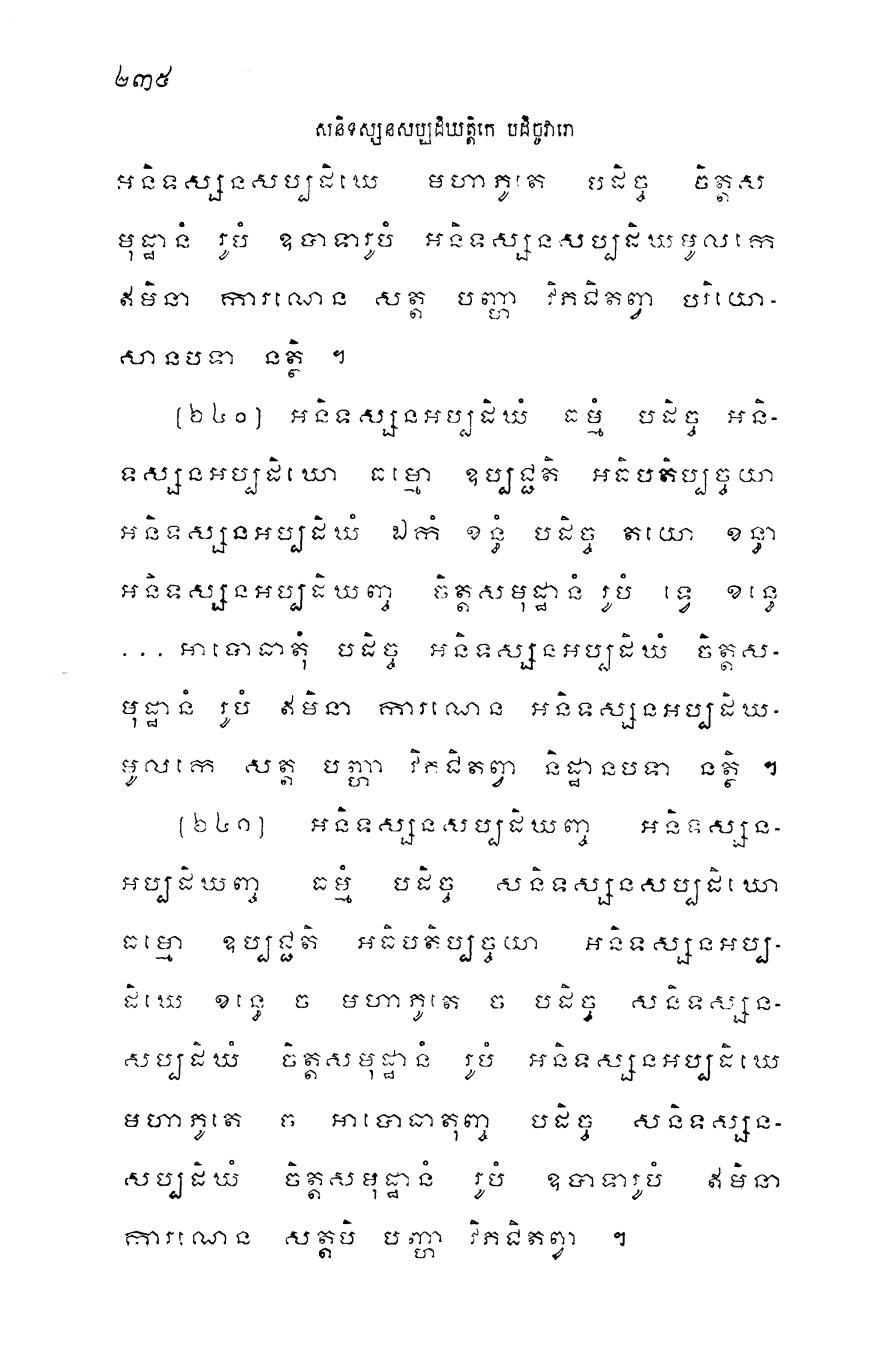 ២៣៥
សនិទស្សនសប្បដិឃត្តិកេ បដិច្ចវារោ
អនិទស្សនសប្បដិឃេ មហាភូតេ បដិច្ច ចិត្តស
មុដ្ឋានំ រូបំ ឧបាទារូបំ អនិទស្សនសប្បដិឃមូលកេ
ឥមិនា ការណេន សត្ត បញ្ហា វិភជិតព្វា បរិយោ-
សានបទា នត្ថិ ។
(២៤០) អនិទស្សនអប្បដិឃំ ធម្មំ បដិច្ច អនិ-
ទស្សនអប្បដិឃោ ធម្មោ ឧប្បជ្ជតិ អធិបតិប្បច្ចយា
អនិទស្សនអប្បដិឃំ ឯកំ ខន្ធំ បដិច្ច តយោ ខន្ធា
អនិទស្សនអប្បដិឃញ្ច ចិត្តសមុដ្ឋានំ រូបំ ទ្វេ ខន្ធេ
... អាបោធាតុំ បដិច្ច អនិទស្សនអប្បដិឃំ ចិត្តស-
មុដ្ឋានំ រូបំ ឥមិនា ការណេន អនិទស្សនអប្បដិឃ-
មូលកេ សត្ត បញ្ហា វិភជិតព្វា និដ្ឋានបទា នត្ថិ ។
(២៤១) អនិទស្សនសប្បដិឃញ្ច អនិទស្សន-
អប្បដិឃញ្ច ធម្មំ បដិច្ច សនិទស្សនសប្បដិឃោ
ធម្មោ ឧប្បជ្ជតិ អធិបតិប្បច្ចយា អនិទស្សនអប្ប-
ដិឃេ ខន្ធេ ច មហាភូតេ ច បដិច្ច សនិទស្សន-
សប្បដិឃំ ចិត្តសមុដ្ឋានំ រូបំ អនិទស្សនអប្បដិឃេ
មហាភូតេ ច អាបោធាតុញ្ច បដិច្ច សនិទស្សន-
សប្បដិឃំ ចិត្តសមុដ្ឋានំ រូបំ ឧបាទារូបំ ឥមិនា
ការណេន សត្តបិ បញ្ហា វិភជិតព្វា ។